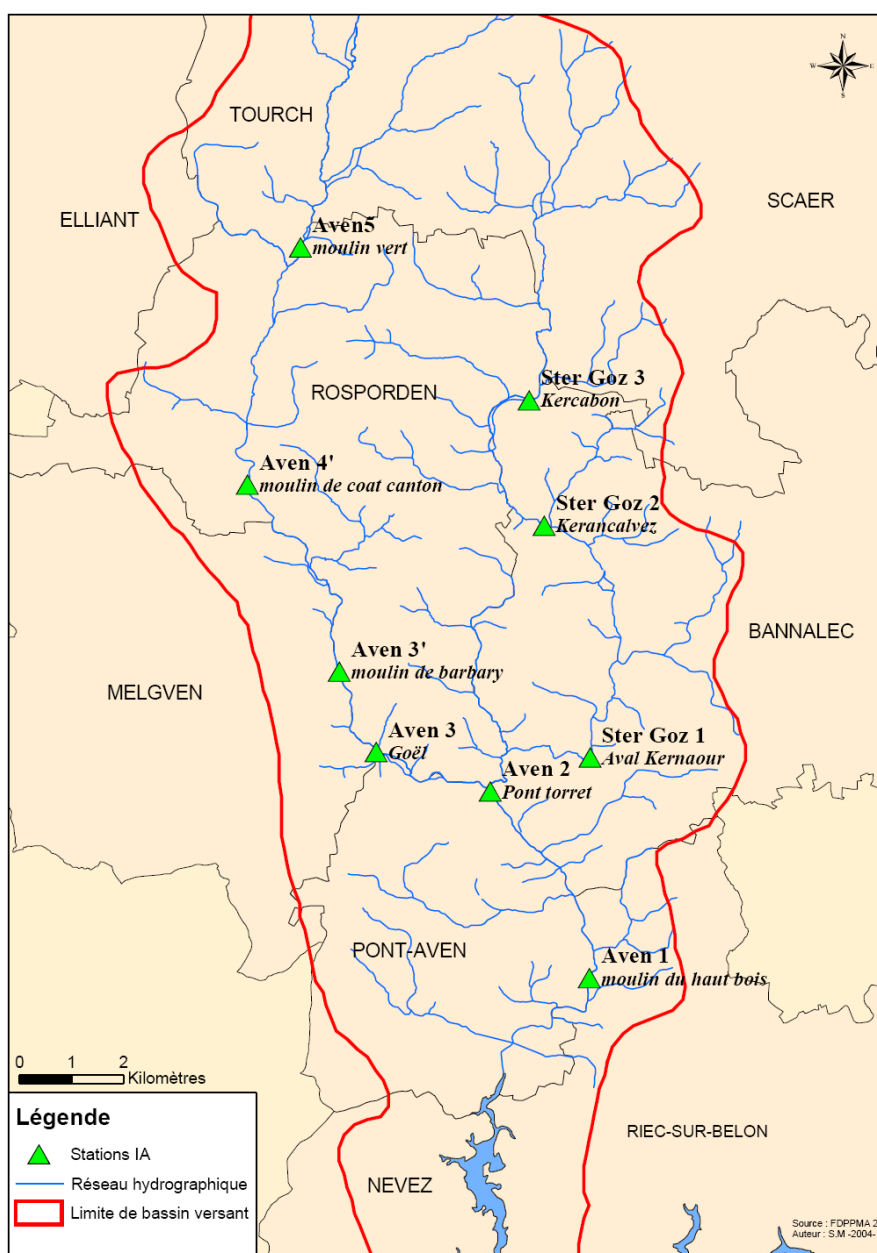 N
W E
S
TOURCH
SCAER
ELLIANT
Aven5
moulin vert
ROSPORDEN
Ster Goz 3
Kercabon
Aven 4'
moulin de coat canton
Ster Goz 2
Kerancalvez
BANNALEC
Aven 3'
moulin de barbary
MELGVEN
Aven 3
Goël
Ster Goz 1
Aval Kernaour
Aven 2
Pont torret
PONT-AVEN
Aven 1
moulin du haut bois
0 1 2
Kilomètres
Légende
Stations IA
Réseau hydrographique
Limite de bassin versant
RIEC-SUR-BELON
NEVEZ
Source : FDPPMA 2
Auteur : S.M -2004-